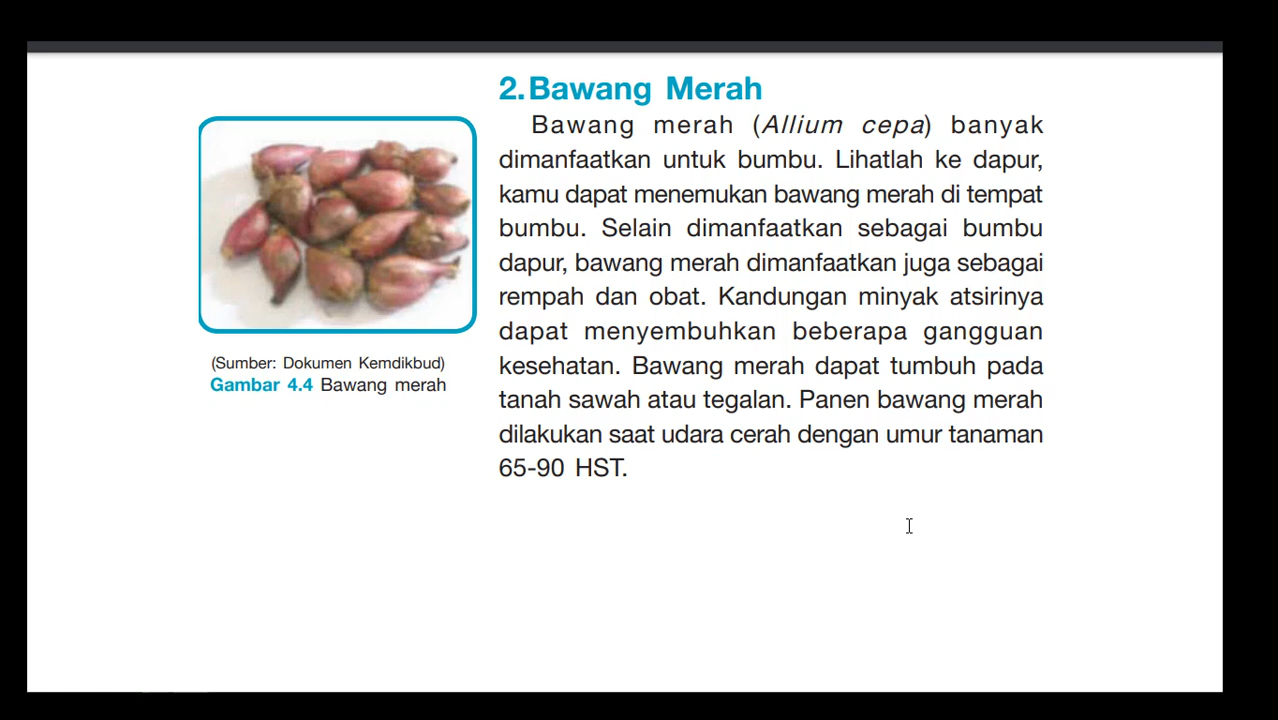 2. Bawang Merah
Bawang merah (Allium cepa) banyak
dimanfaatkan untuk bumbu. Lihatlah ke dapur,
kamu dapat menemukan bawang merah di tempat
bumbu. Selain dimanfaatkan sebagai bumbu
dapur, bawang merah dimanfaatkan juga sebagai
rempah dan obat. Kandungan minyak atsirinya
dapat menyembuhkan beberapa gangguan
kesehatan. Bawang merah dapat tumbuh pada
tanah sawah atau tegalan. Panen bawang merah
dilakukan saat udara cerah dengan umur tanaman
65-90 HST.
(Sumber: Dokumen Kemdikbud)
Gambar 4.4 Bawang merah